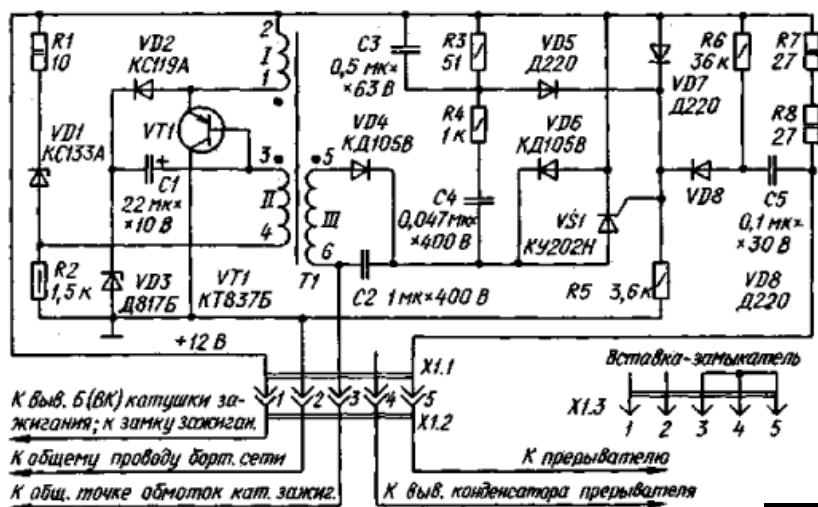 R1
10
VD2
КС119А
2
I
1
C3
0,5 мк×
×63 В
R3
51
VD5
Д220
R6
36 к
R7
27
VD7
Д220
R8
27
VD1
КС133А
VT1
R4
1 к
3
5
VD4
КД105В
VD6
КД105В
C1
22 мк×
×10 В
II
4
III
6
C4
0,047 мк×
×400 В
VS1
КУ202Н
VD8
C5
0,1 мк×
×30 В
R2
1,5 к
VD3
Д817Б
VT1
КТ837Б
T1
C2 1 мк×400 В
R5 3,6 к
VD8
Д220
+12 В
X1.1
Вставка-замыкатель
1 2 3 4 5
X1.2
X1.3
1 2 3 4 5
К выв. Б(ВК) катушки за-
жигания; к замку зажиган.
К общему проводу борт. сети
К прерывателю
К общ. точке обмоток кат. зажиг.
К выв. конденсатора прерывателя